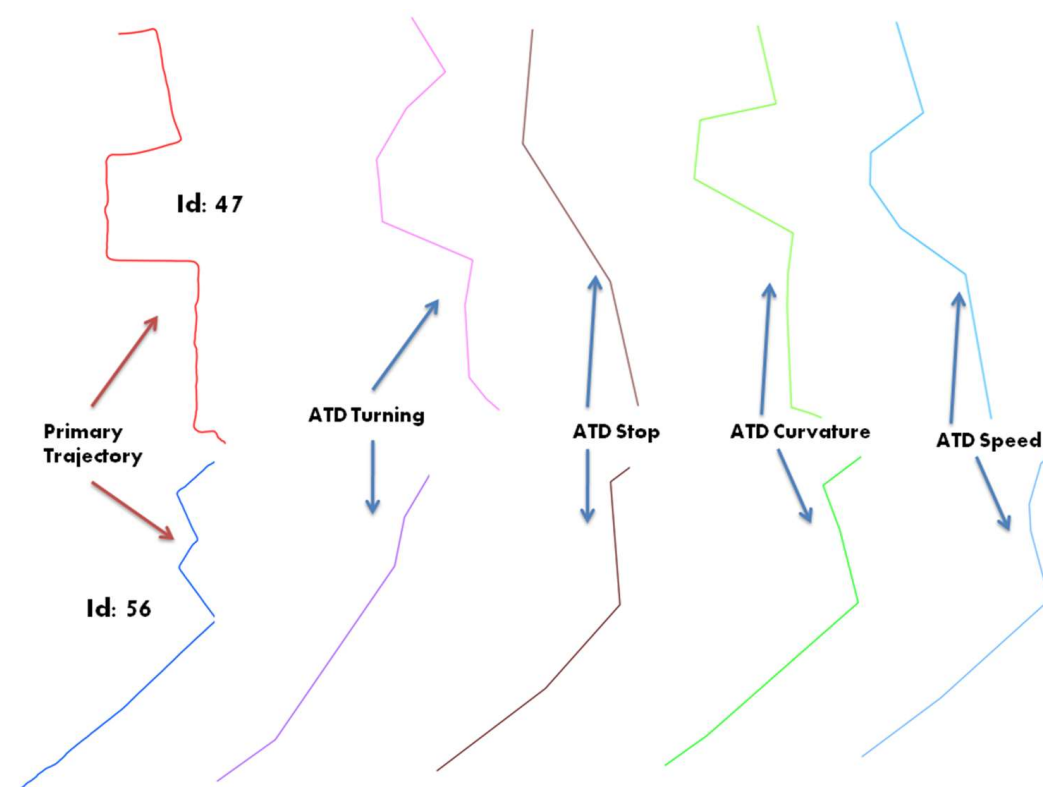 Id: 47
Primary
Trajectory
ATD Turning
ATD Stop
ATD Curvature
ATD Speed
Id: 56